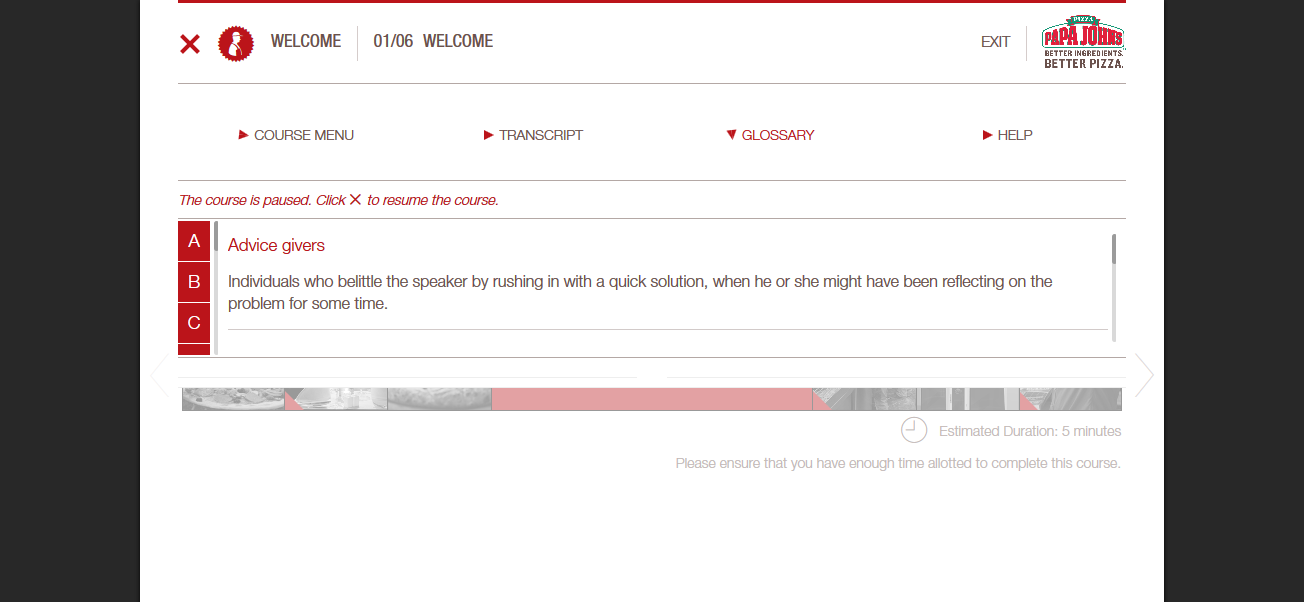 WELCOME 01/06 WELCOME EXIT
PIZZA
PAPA JOHNS
BETTER INGREDIENTS.
BETTER PIZZA.
COURSE MENU TRANSCRIPT GLOSSARY HELP
The course is paused. Click X to resume the course.
A
B
C
Advice givers
Individuals who belittle the speaker by rushing in with a quick solution, when he or she might have been reflecting on the
problem for some time.
Estimated Duration: 5 minutes
Please ensure that you have enough time allotted to complete this course.